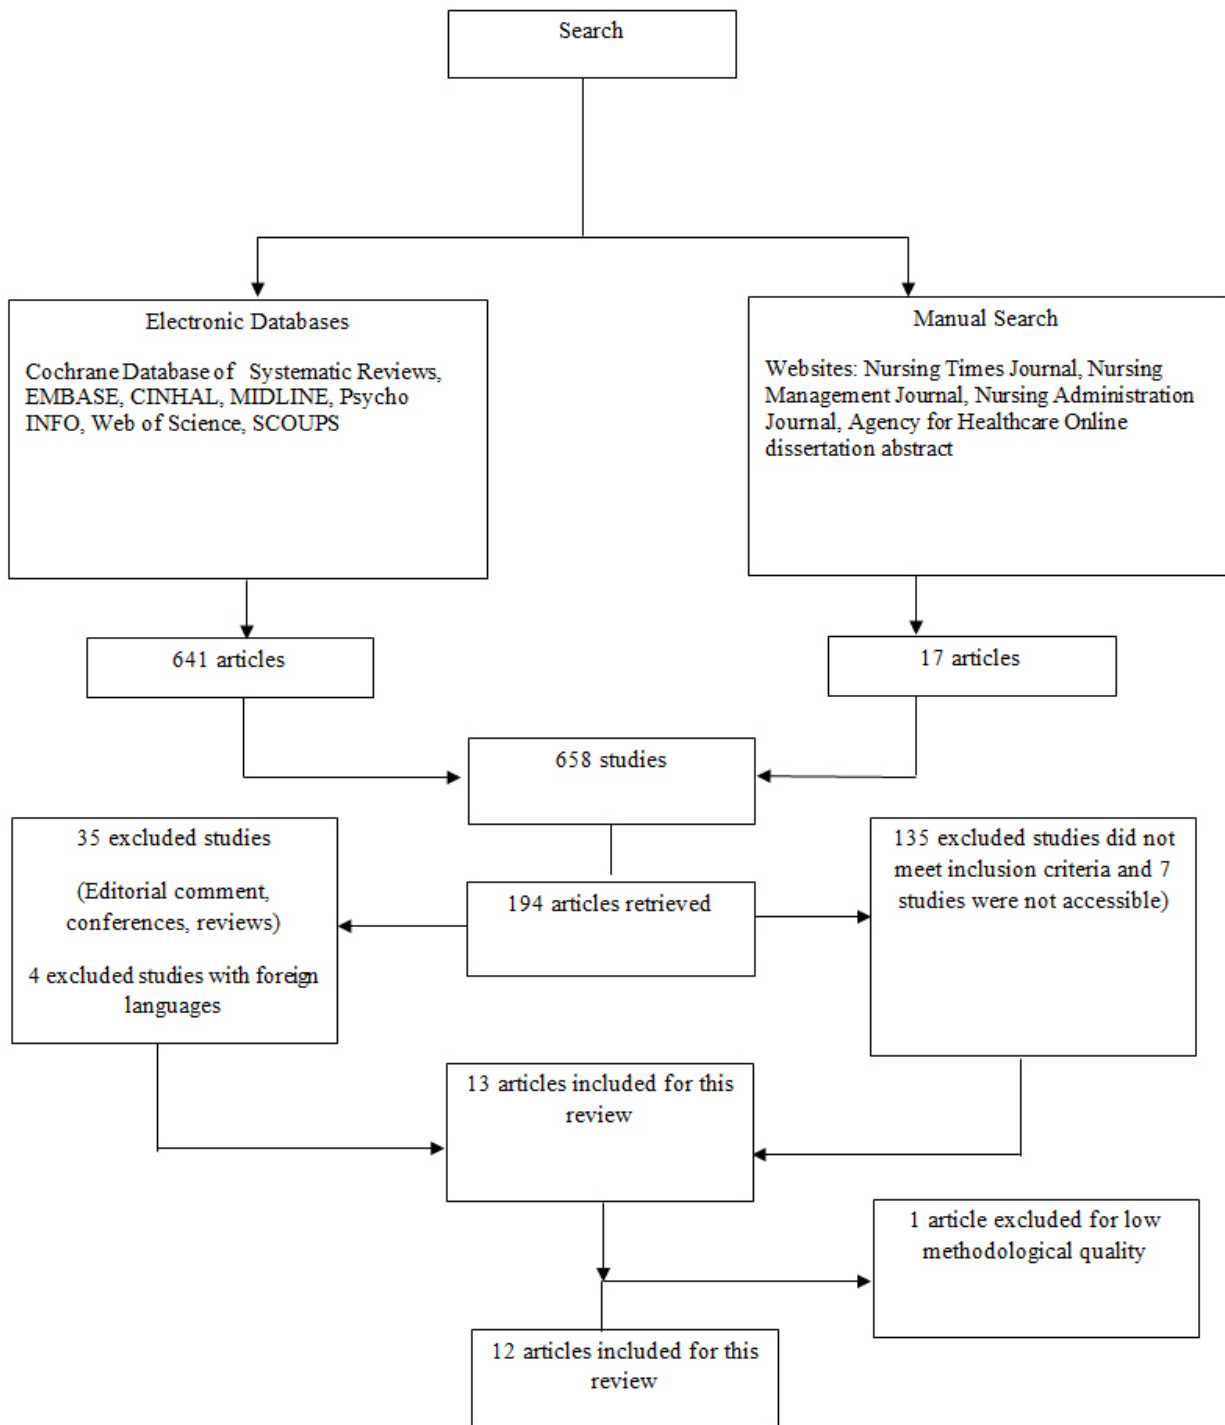 Search
Electronic Databases
Cochrane Database of Systematic Reviews,
EMBASE, CINHAL, MIDLINE, Psycho
INFO, Web of Science, SCOUPS
Manual Search
Websites: Nursing Times Journal, Nursing
Management Journal, Nursing Administration
Journal, Agency for Healthcare Online
dissertation abstract
641 articles
17 articles
658 studies
35 excluded studies
(Editorial comment,
conferences, reviews)
4 excluded studies with foreign
languages
194 articles retrieved
135 excluded studies did not
meet inclusion criteria and 7
studies were not accessible)
13 articles included for this
review
1 article excluded for low
methodological quality
12 articles included for this
review